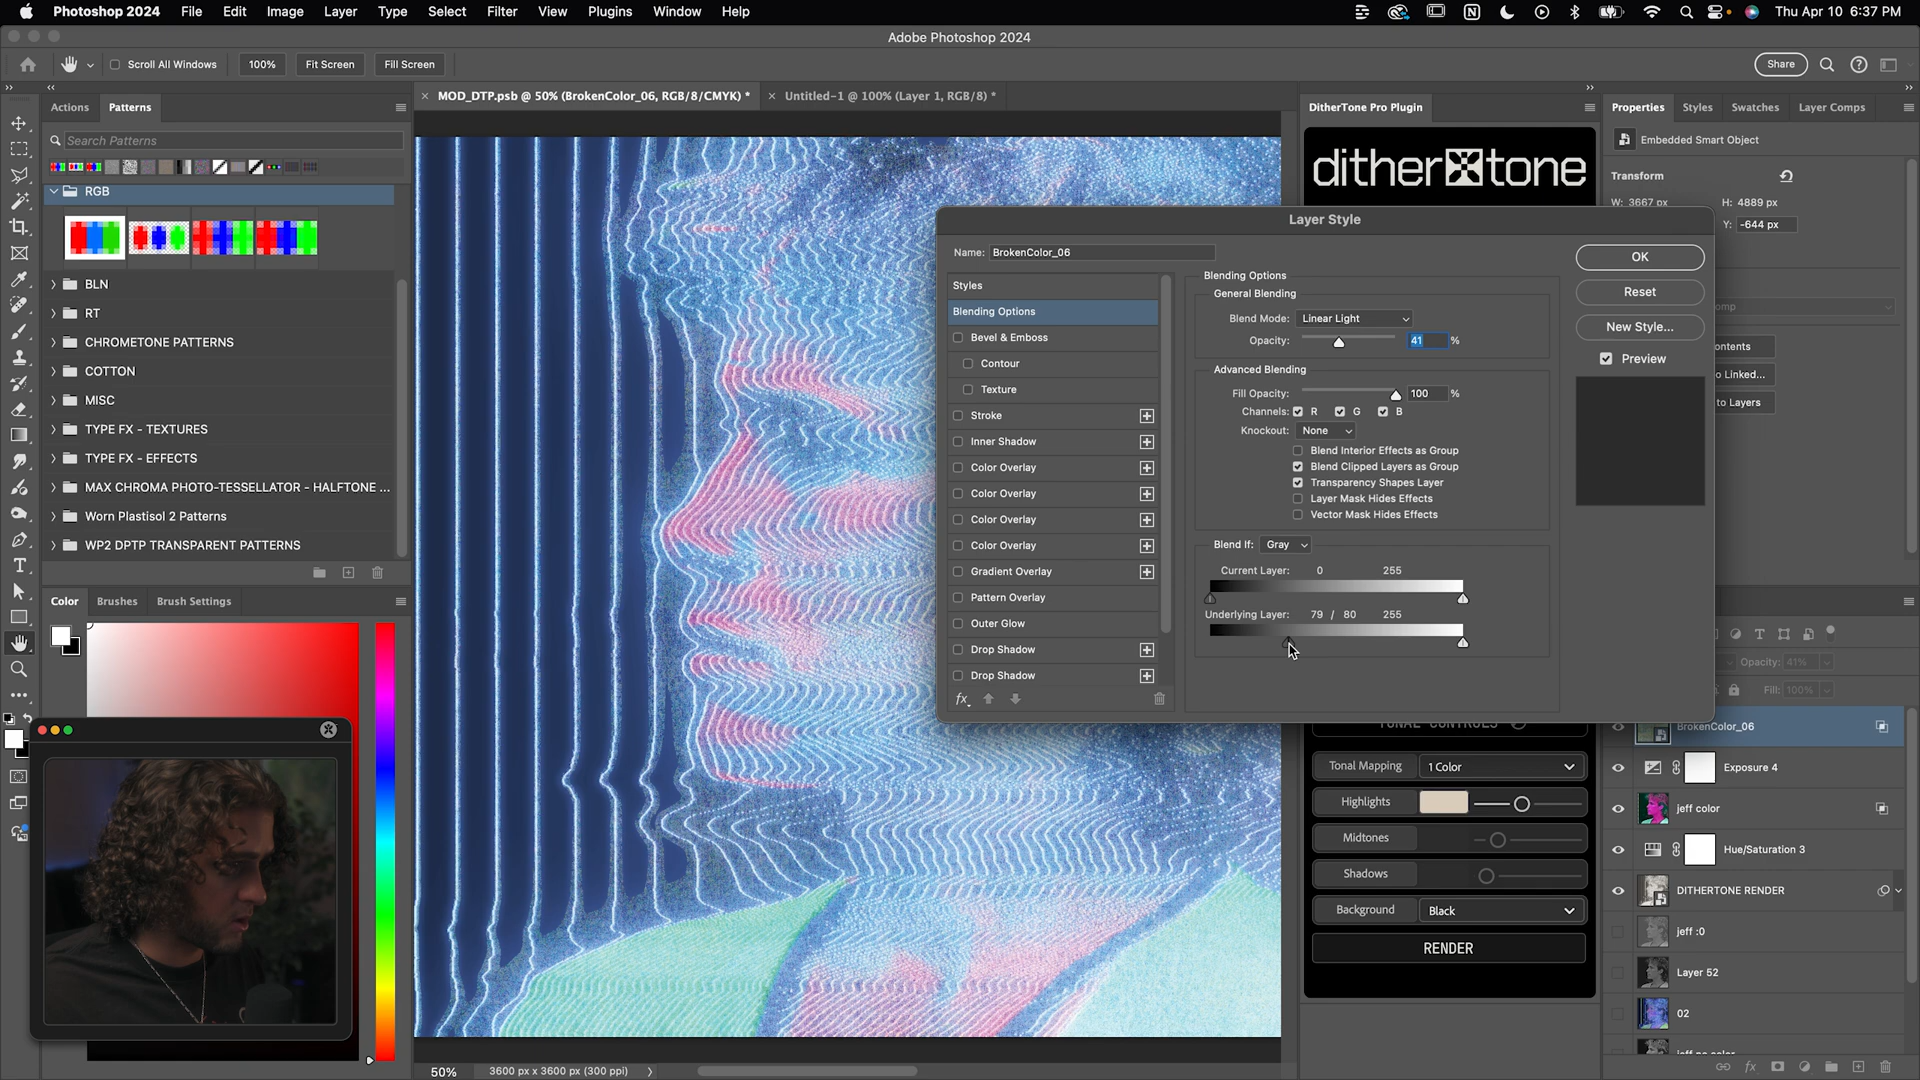 Photoshop 2024 File Edit Image Layer Type Select Filter View Plugins Window Help Thu Apr 10 6:37 PM
Adobe Photoshop 2024
Scroll All Windows 100% Fit Screen Fill Screen Share
Actions Patterns
MOD_DTP.psb @ 50% (BrokenColor_06, RGB/8/CMYK) *
Untitled-1 @ 100% (Layer 1, RGB/8) *
DitherTone Pro Plugin
Properties Styles Swatches Layer Comps
Search Patterns
RGB
BLN
RT
CHROMETONE PATTERNS
COTTON
MISC
TYPE FX - TEXTURES
TYPE FX - EFFECTS
MAX CHROMA PHOTO-TESSELLATOR - HALFTONE ...
Worn Plastisol 2 Patterns
WP2 DPTP TRANSPARENT PATTERNS
Color Brushes Brush Settings
50% 3600 px x 3600 px (300 ppi)
dither tone
Embedded Smart Object
Transform
W: 3667 px H: 4889 px
Y: -644 px
omp
ontents
o Linked...
to Layers
Layer Style
Name: BrokenColor_06
Styles
Blending Options
Bevel & Emboss
Contour
Texture
Stroke
Inner Shadow
Color Overlay
Color Overlay
Color Overlay
Color Overlay
Gradient Overlay
Pattern Overlay
Outer Glow
Drop Shadow
Drop Shadow
fx
Blending Options
General Blending
Blend Mode: Linear Light
Opacity: 41 %
Advanced Blending
Fill Opacity: 100 %
Channels: R G B
Knockout: None
Blend Interior Effects as Group
Blend Clipped Layers as Group
Transparency Shapes Layer
Layer Mask Hides Effects
Vector Mask Hides Effects
Blend If: Gray
Current Layer: 0 255
Underlying Layer: 79 / 80 255
OK
Reset
New Style...
Preview
TONAL CONTROLS
Tonal Mapping 1 Color
Highlights
Midtones
Shadows
Background Black
RENDER
Opacity: 41%
Fill: 100%
BrokenColor_06
Exposure 4
jeff color
Hue/Saturation 3
DITHERTONE RENDER
jeff :0
Layer 52
02
jeff no color
fx